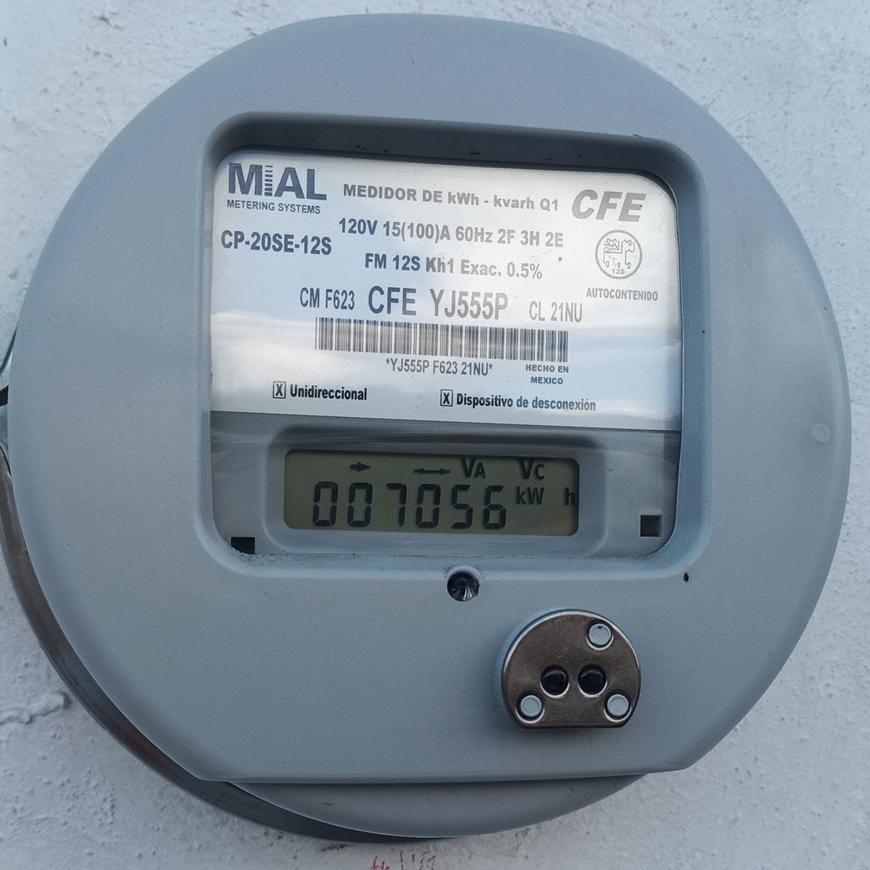 MIAL
METERING SYSTEMS
MEDIDOR DE kWh - kvarh Q1
CFE
120V 15(100)A 60Hz 2F 3H 2E
CP-20SE-12S
FM 12S Kh1 Exac. 0.5%
12S
AUTOCONTENIDO
CM F623 CFE YJ555P CL 21NU
*YJ555P F623 21NU*
HECHO EN
MEXICO
X Unidireccional
X Dispositivo de desconexión
VA VC
007056 kW h